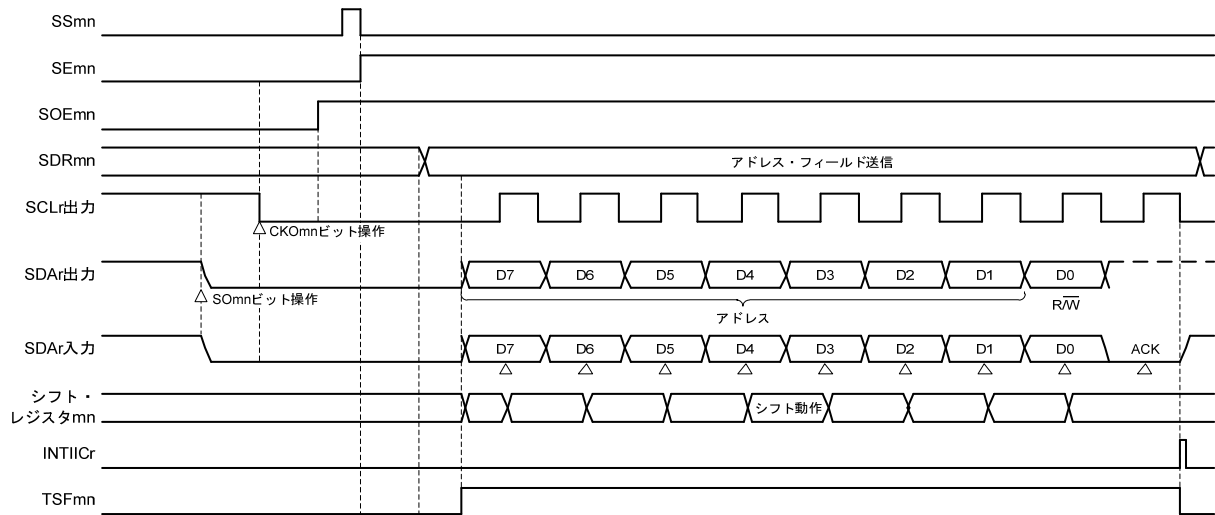 SSmn
SEmn
SOEmn
SDRmn
アドレス・フィールド送信
SCLr出力
CKOmnビット操作
SDAr出力
D7 D6 D5 D4 D3 D2 D1 D0
SOmnビット操作
アドレス
R/W
SDAr入力
D7 D6 D5 D4 D3 D2 D1 D0 ACK
シフト・
レジスタmn
シフト動作
INTIICr
TSFmn